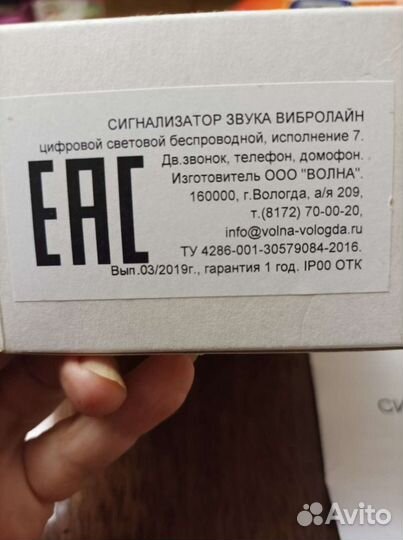 СИГНАЛИЗАТОР ЗВУКА ВИБРОЛАЙН
цифровой световой беспроводной, исполнение 7.
Дв.звонок, телефон, домофон.
Изготовитель ООО "ВОЛНА".
160000, г.Вологда, а/я 209,
т.(8172) 70-00-20,
info@volna-vologda.ru
ТУ 4286-001-30579084-2016.
Вып.03/2019г., гарантия 1 год. IP00 ОТК
EAC
СИ
Avito